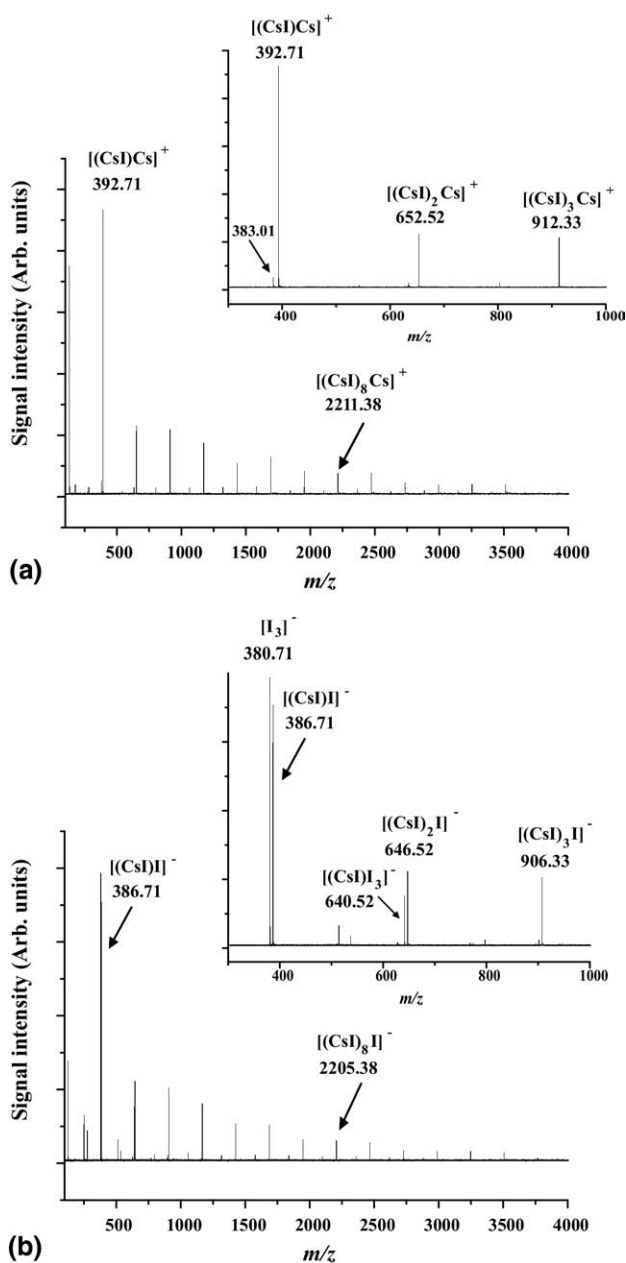 [(CsI)Cs]+
392.71
[(CsI)Cs]+
392.71
[(CsI)2Cs]+
652.52
[(CsI)3Cs]+
912.33
383.01
400 600 800 1000
m/z
[(CsI)8Cs]+
2211.38
Signal intensity (Arb. units)
500 1000 1500 2000 2500 3000 3500 4000
(a)
m/z
[I3]-
380.71
[(CsI)I]-
386.71
[(CsI)I]-
386.71
[(CsI)2I]-
646.52
[(CsI)I3]-
640.52
[(CsI)3I]-
906.33
400 600 800 1000
m/z
[(CsI)8I]-
2205.38
Signal intensity (Arb. units)
500 1000 1500 2000 2500 3000 3500 4000
(b)
m/z